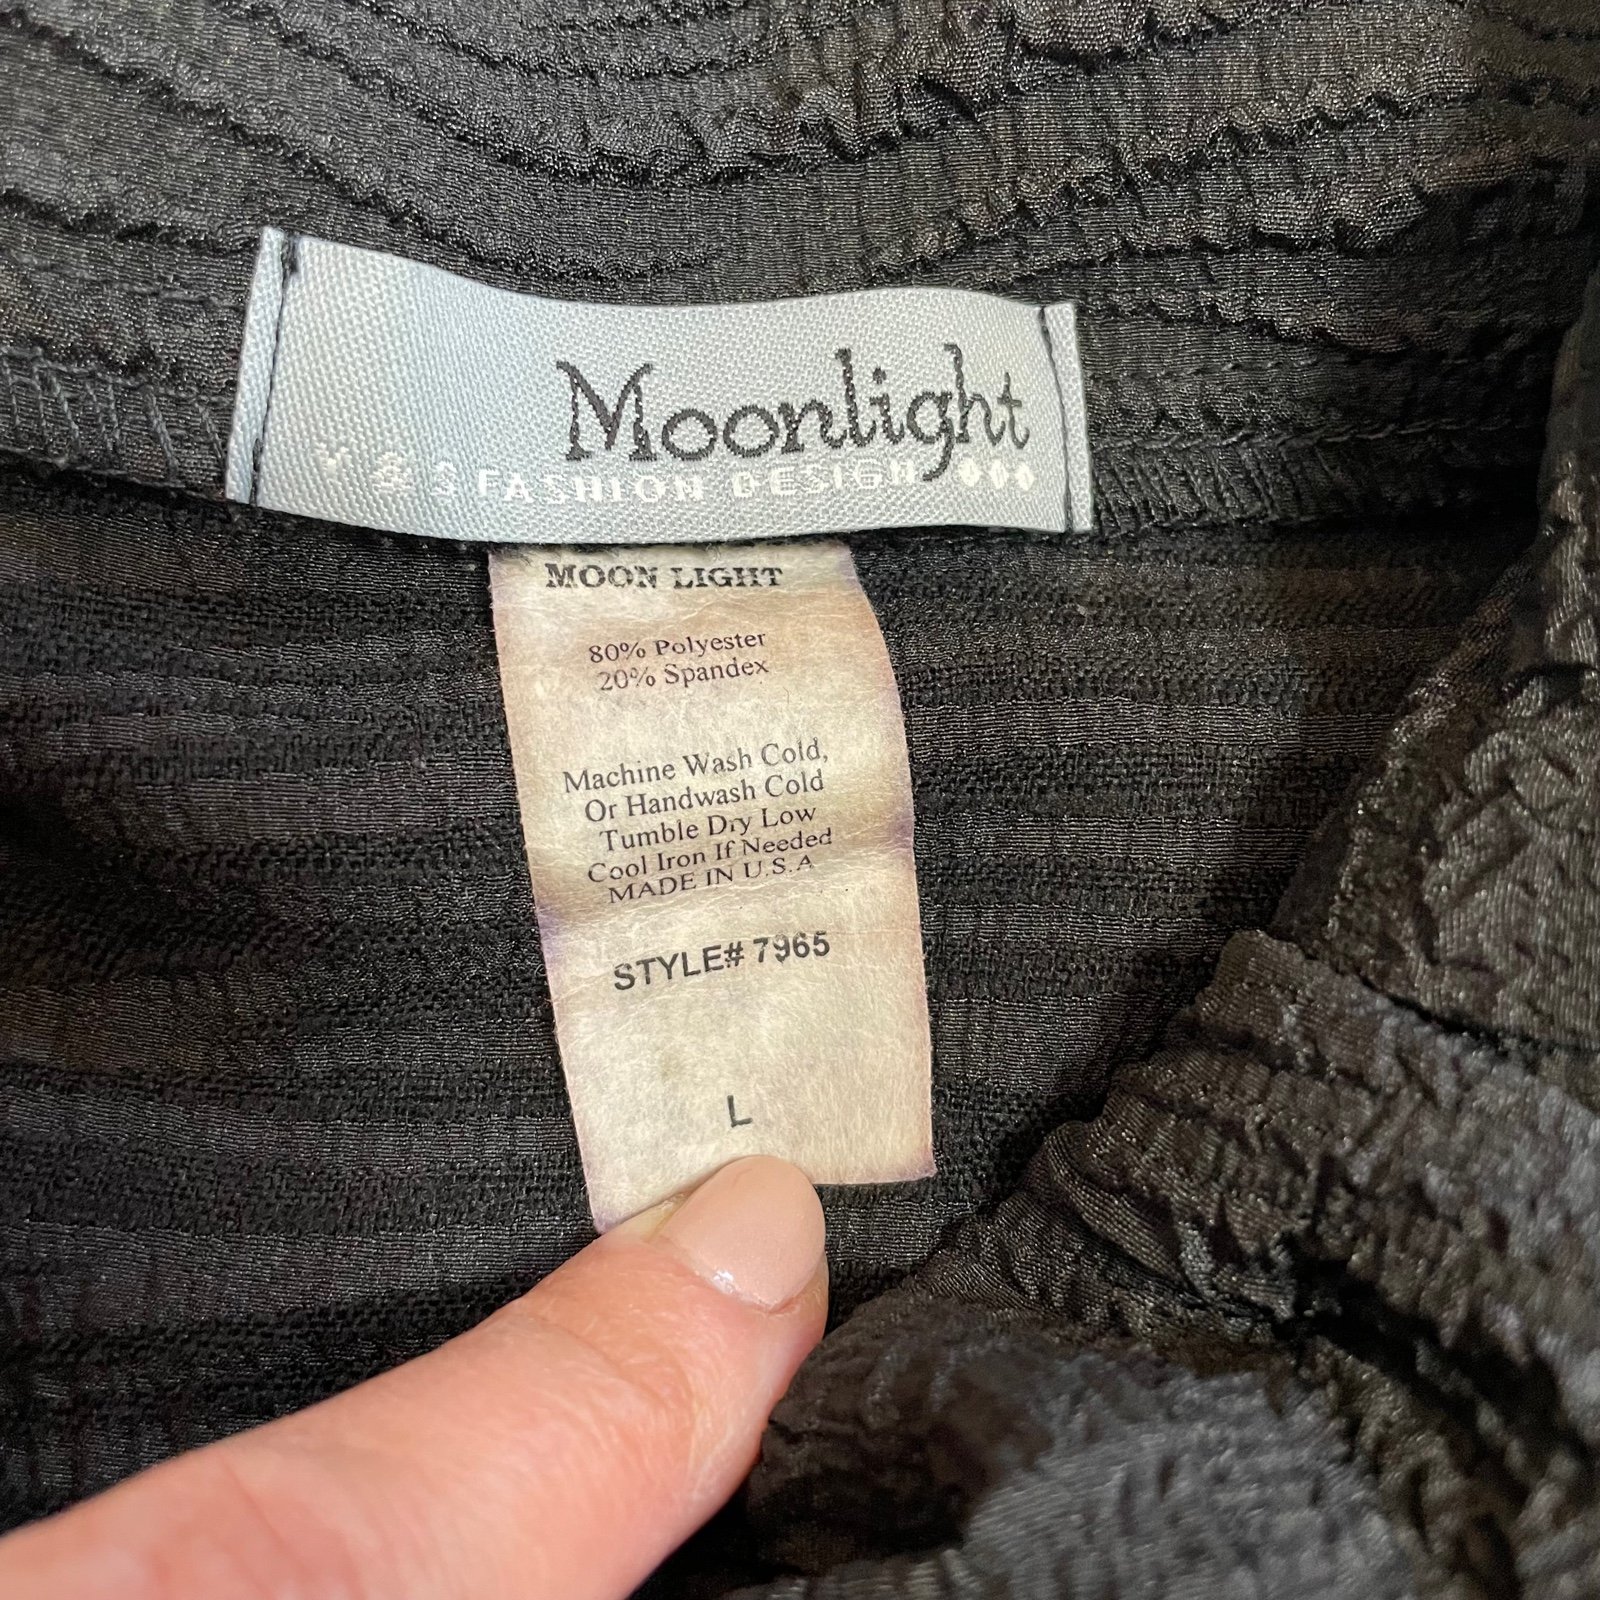 Moonlight
Y & S FASHION DESIGN
MOON LIGHT
80% Polyester
20% Spandex
Machine Wash Cold,
Or Handwash Cold
Tumble Dry Low
Cool Iron If Needed
MADE IN U.S.A
STYLE# 7965
L